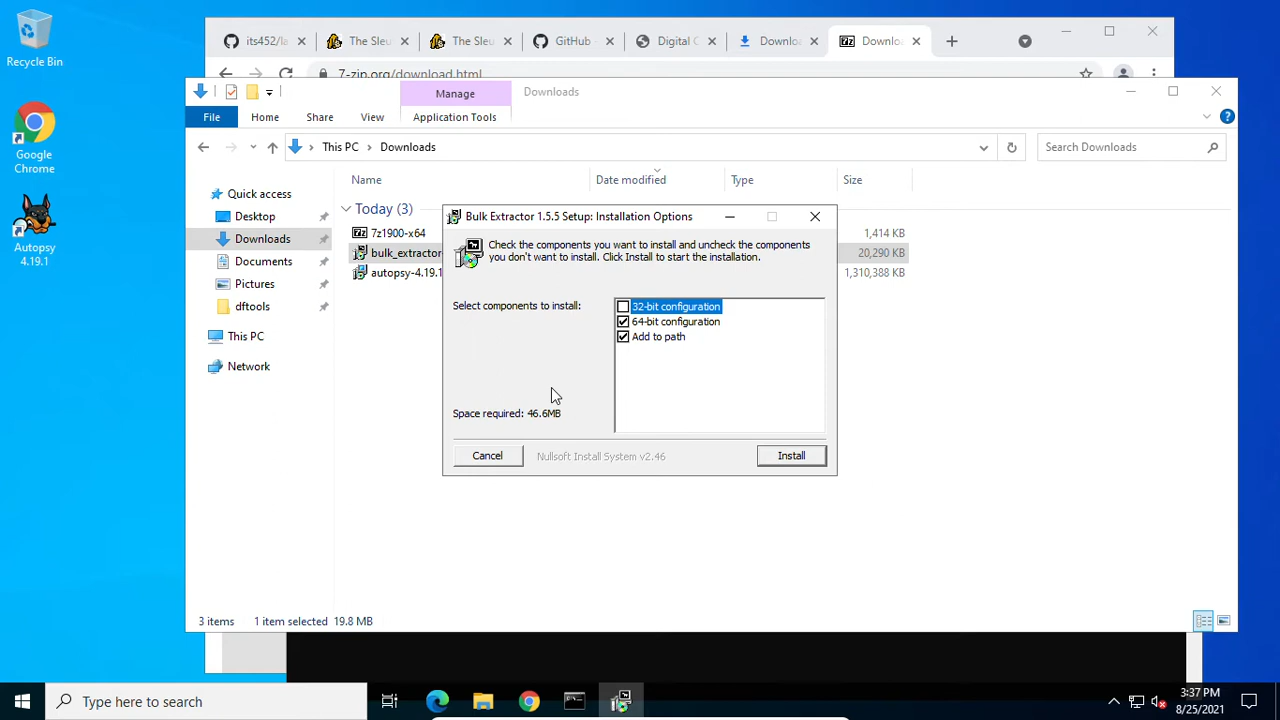 Recycle Bin
Google Chrome
Autopsy 4.19.1
its452/la
The Sleu
The Sleu
GitHub -
Digital C
Downloa
7z Downloa
7-zip.org/download.html
Manage
Downloads
File
Home
Share
View
Application Tools
This PC > Downloads
Search Downloads
Name
Date modified
Type
Size
Quick access
Desktop
Downloads
Documents
Pictures
dftools
This PC
Network
Today (3)
7z1900-x64
1,414 KB
bulk_extractor
20,290 KB
autopsy-4.19.1
1,310,388 KB
Bulk Extractor 1.5.5 Setup: Installation Options
Check the components you want to install and uncheck the components
you don't want to install. Click Install to start the installation.
Select components to install:
32-bit configuration
64-bit configuration
Add to path
Space required: 46.6MB
Cancel
Nullsoft Install System v2.46
Install
3 items
1 item selected 19.8 MB
Type here to search
3:37 PM
8/25/2021